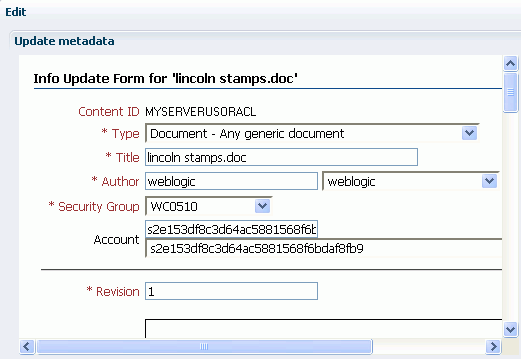 Edit
Update metadata
Info Update Form for 'lincoln stamps.doc'
Content ID MYSERVERUSORACL
* Type Document - Any generic document
* Title lincoln stamps.doc
* Author weblogic weblogic
* Security Group WC0510
s2e153df8c3d64ac5881568f6b
Account
s2e153df8c3d64ac5881568f6bdaf8fb9
* Revision 1